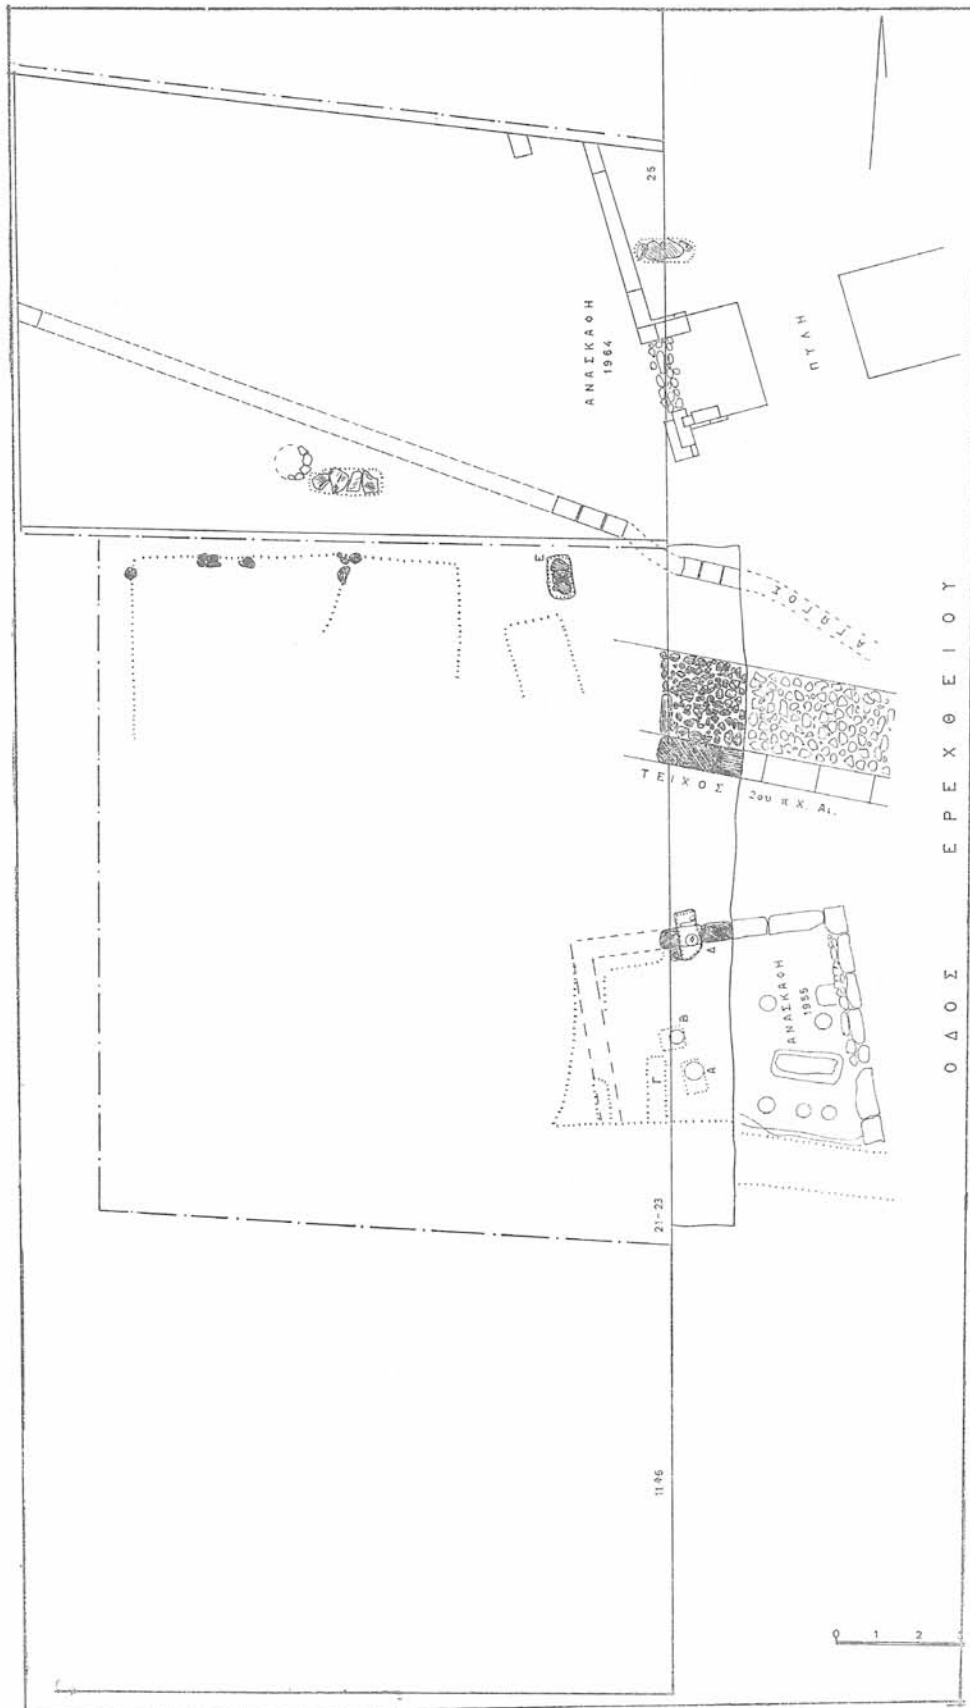 25
ΑΝΑΣΚΑΦΗ
1964
ΠΥΛΗ
Ε
ΑΓΩΓΟΣ
ΤΕΙΧΟΣ 2ου π Χ. Αι.
ΟΔΟΣ ΕΡΕΧΘΕΙΟΥ
Δ
Β
Γ
Α
ΑΝΑΣΚΑΦΗ
1955
21-23
0 1 2